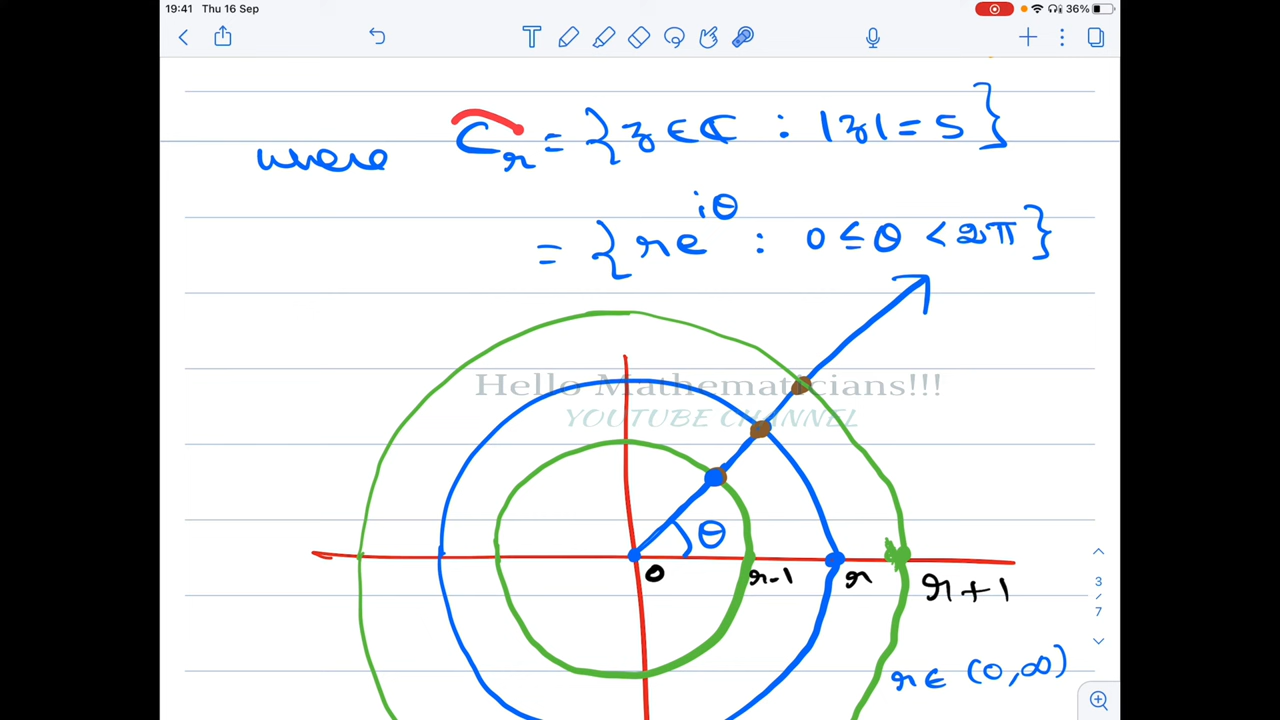 19:41 Thu 16 Sep 36%
T
where C_r = {z ∈ ℂ : |z| = 5}
= {re^{iθ} : 0 ≤ θ < 2π}
Hello Mathematicians!!!
YOUTUBE CHANNEL
θ
0 r-1 r r+1
3
/
7
r ∈ (0,∞)